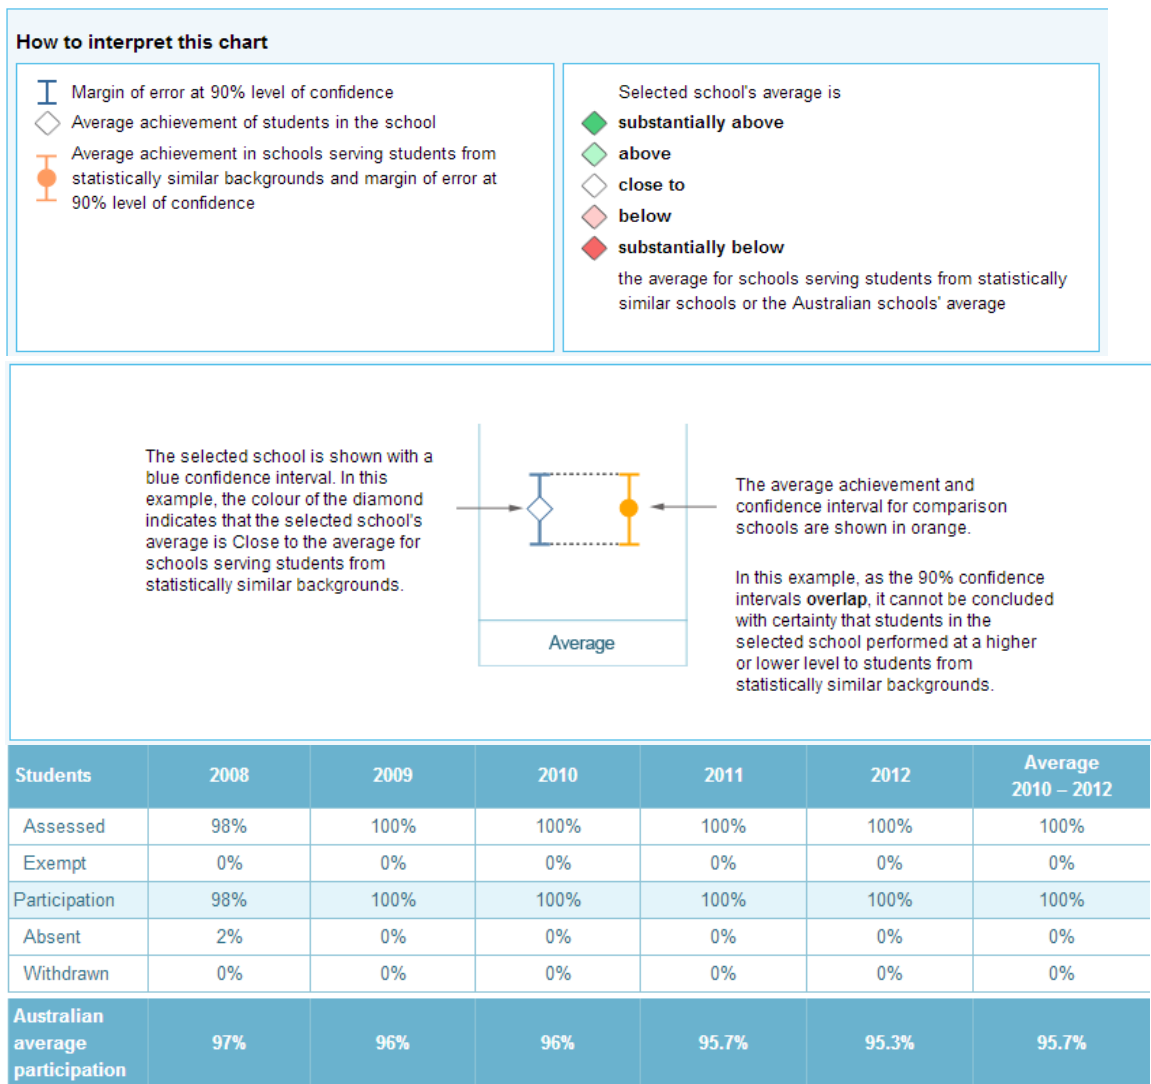 How to interpret this chart
Margin of error at 90% level of confidence
Average achievement of students in the school
Average achievement in schools serving students from
statistically similar backgrounds and margin of error at
90% level of confidence
Selected school's average is
substantially above
above
close to
below
substantially below
the average for schools serving students from statistically
similar schools or the Australian schools' average
The selected school is shown with a
blue confidence interval. In this
example, the colour of the diamond
indicates that the selected school's
average is Close to the average for
schools serving students from
statistically similar backgrounds.
Average
The average achievement and
confidence interval for comparison
schools are shown in orange.
In this example, as the 90% confidence
intervals overlap, it cannot be concluded
with certainty that students in the
selected school performed at a higher
or lower level to students from
statistically similar backgrounds.
Students 2008 2009 2010 2011 2012 Average
2010 – 2012
Assessed 98% 100% 100% 100% 100% 100%
Exempt 0% 0% 0% 0% 0% 0%
Participation 98% 100% 100% 100% 100% 100%
Absent 2% 0% 0% 0% 0% 0%
Withdrawn 0% 0% 0% 0% 0% 0%
Australian
average
participation
97% 96% 96% 95.7% 95.3% 95.7%